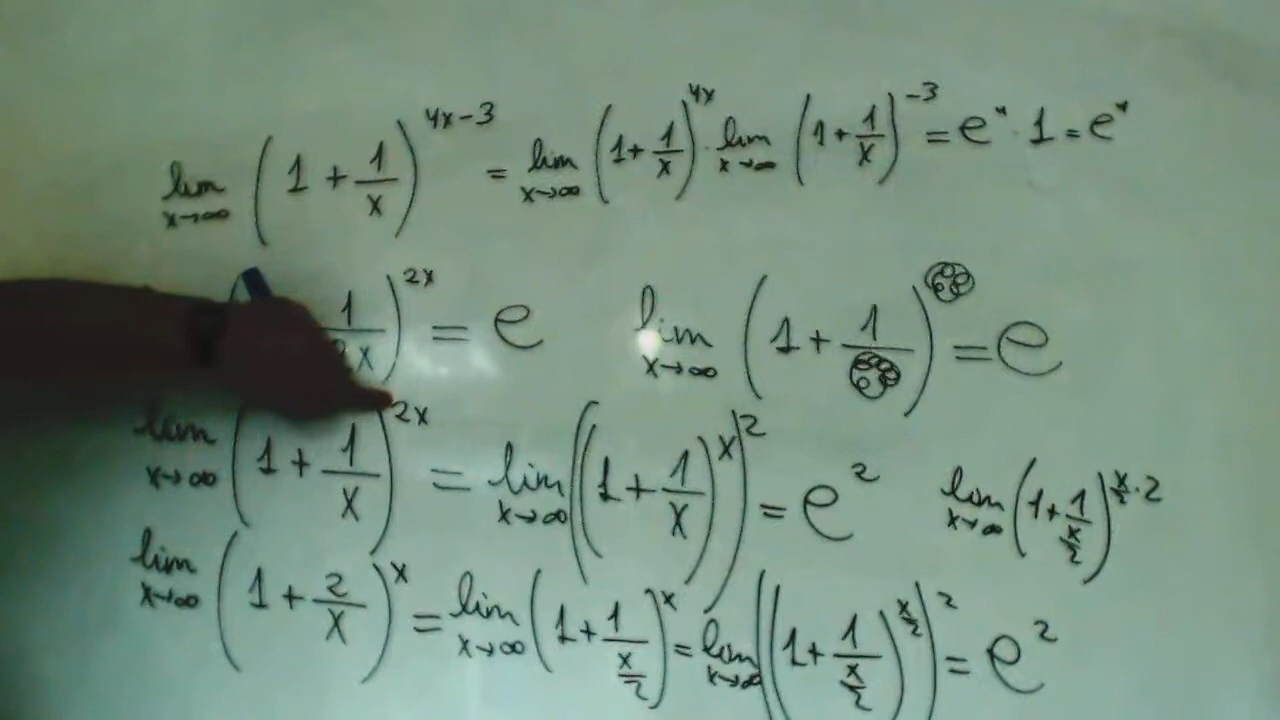 lim x→∞ (1 + 1/x)^(4x-3) = lim x→∞ (1 + 1/x)^(4x) · lim x→∞ (1 + 1/x)^(-3) = e^4 · 1 = e^4
1/2x)^(2x) = e lim x→∞ (1 + 1/) = e
lim x→∞ (1 + 1/x)^(2x) = lim x→∞ ((1 + 1/x)^x)^2 = e^2 lim x→∞ (1 + 1/(x/2))^(x/2 · 2)
lim x→∞ (1 + 2/x)^x = lim x→∞ (1 + 1/(x/2))^x = lim x→∞ ((1 + 1/(x/2))^(x/2))^2 = e^2